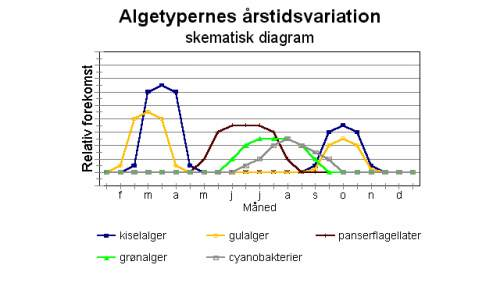 Algetypernes årstidsvariation
skematisk diagram
Relativ forekomst
f m a m j j a s o n d
Måned
kiselalger gulalger panserflagellater
grønalger cyanobakterier